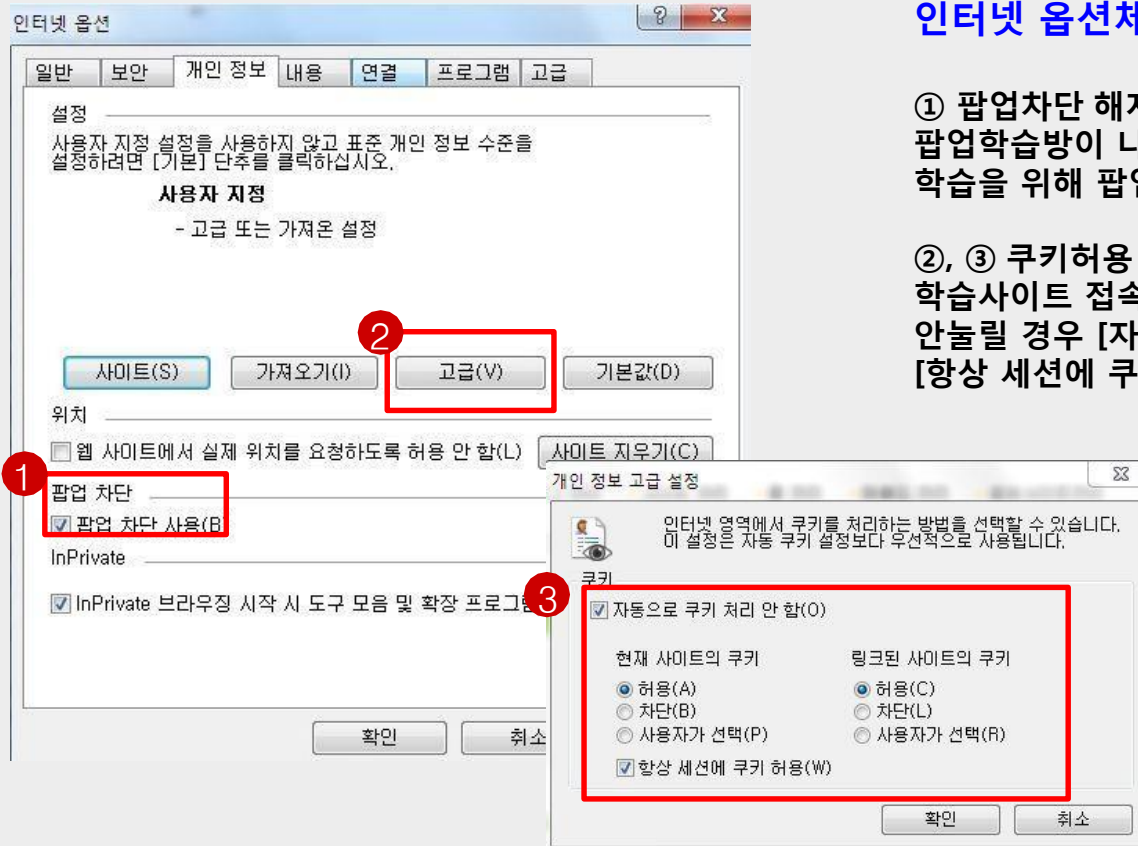 인터넷 옵션
일반 보안 개인 정보 내용 연결 프로그램 고급
설정
사용자 지정 설정을 사용하지 않고 표준 개인 정보 수준을
설정하려면 [기본] 단추를 클릭하십시오.
사용자 지정
- 고급 또는 가져온 설정
2
사이트(S) 가져오기(I) 고급(V) 기본값(D)
위치
웹 사이트에서 실제 위치를 요청하도록 허용 안 함(L) 사이트 지우기(C)
1
팝업 차단
팝업 차단 사용(B)
InPrivate
InPrivate 브라우징 시작 시 도구 모음 및 확장 프로그램
확인 취소
개인 정보 고급 설정
인터넷 영역에서 쿠키를 처리하는 방법을 선택할 수 있습니다.
이 설정은 자동 쿠키 설정보다 우선적으로 사용됩니다.
쿠키
3
자동으로 쿠키 처리 안 함(O)
현재 사이트의 쿠키 링크된 사이트의 쿠키
허용(A) 허용(C)
차단(B) 차단(L)
사용자가 선택(P) 사용자가 선택(R)
항상 세션에 쿠키 허용(W)
확인 취소
인터넷 옵션
① 팝업차단
팝업학습방이
학습을 위해
②, ③ 쿠키허용
학습사이트
안눌릴 경우
[항상 세션에